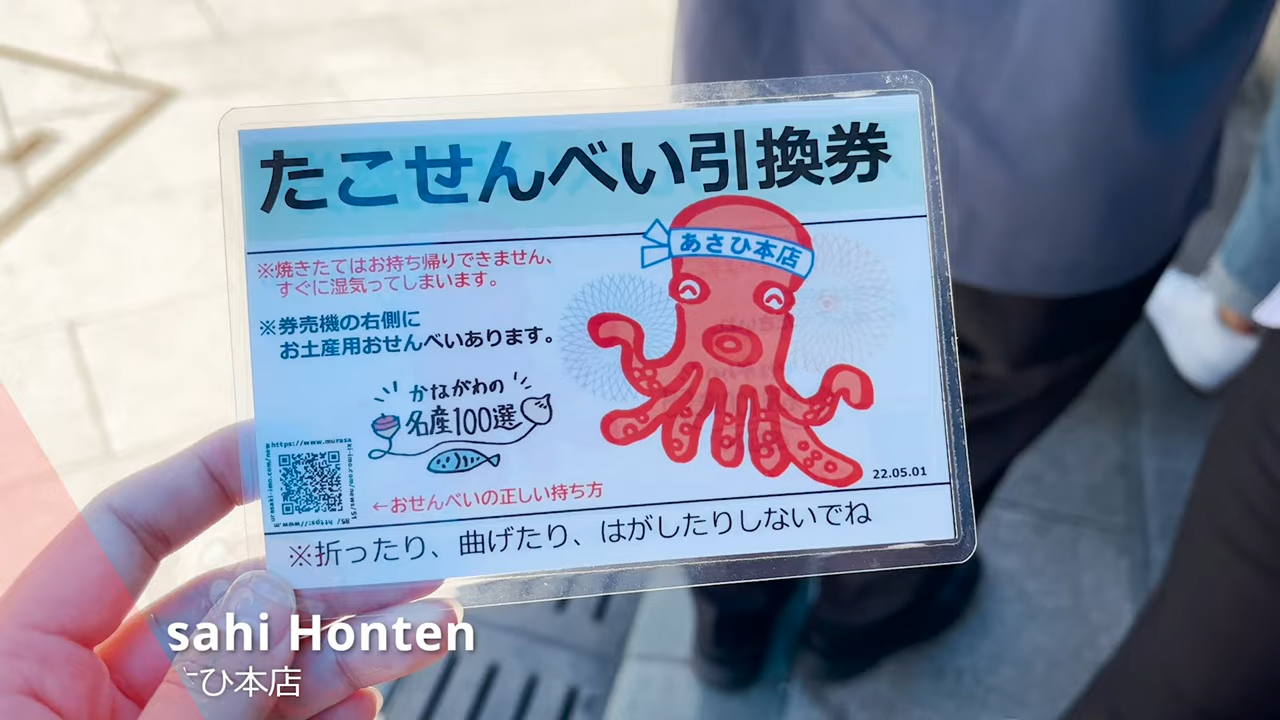 たこせんべい引換券
あさひ本店
※焼きたてはお持ち帰りできません、
すぐに湿気ってしまいます。
※券売機の右側に
お土産用おせんべいあります。
かながわの
名産100選
22.05.01
←おせんべいの正しい持ち方
※折ったり、曲げたり、はがしたりしないでね
sahi Honten
ひ本店